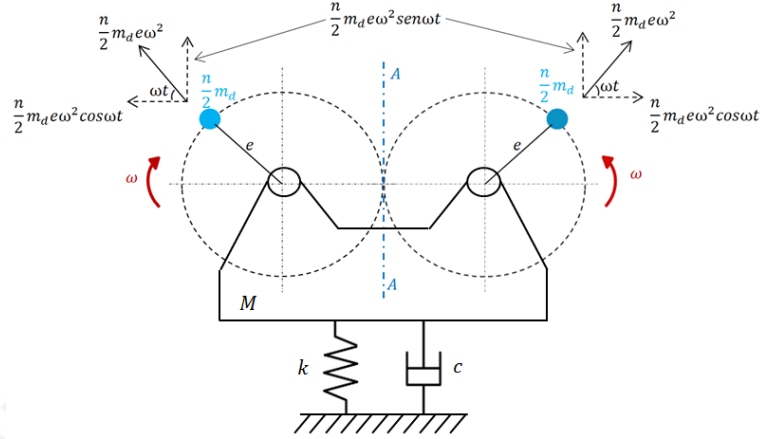 n/2 m_d eω² senωt
n/2 m_d eω²
n/2 m_d eω²
ωt
ωt
n/2 m_d eω² cosωt
n/2 m_d eω² cosωt
n/2 m_d
n/2 m_d
A
e
e
ω
ω
A
M
k
c